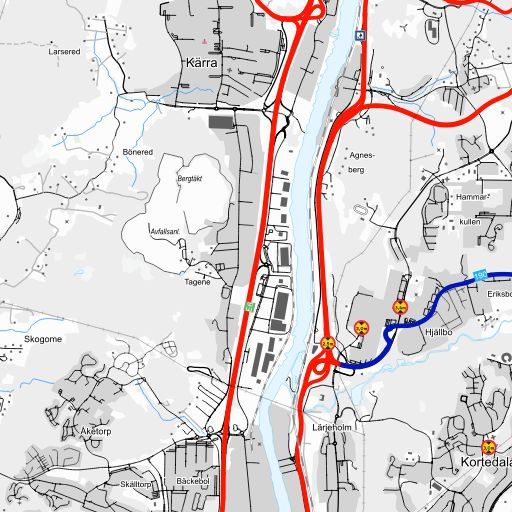 Larsered
Kärra
Bönered
Agnes-
berg
Bergtäkt
Hammar-
kullen
Avfallsanl.
190
Tagene
Eriksbo
Skogome
Hjällbo
Lärjeholm
Aketorp
Kortedala
Skälltorp
Bäckebol